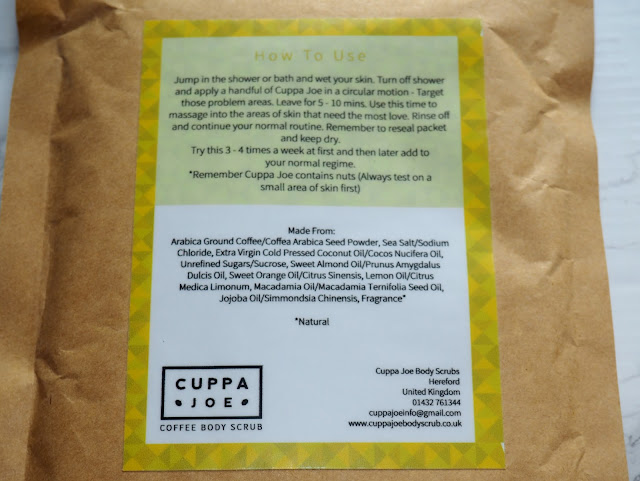 How To Use
Jump in the shower or bath and wet your skin. Turn off shower
and apply a handful of Cuppa Joe in a circular motion - Target
those problem areas. Leave for 5 - 10 mins. Use this time to
massage into the areas of skin that need the most love. Rinse off
and continue your normal routine. Remember to reseal packet
and keep dry.
Try this 3 - 4 times a week at first and then later add to
your normal regime.
*Remember Cuppa Joe contains nuts (Always test on a
small area of skin first)
Made From:
Arabica Ground Coffee/Coffea Arabica Seed Powder, Sea Salt/Sodium
Chloride, Extra Virgin Cold Pressed Coconut Oil/Cocos Nucifera Oil,
Unrefined Sugars/Sucrose, Sweet Almond Oil/Prunus Amygdalus
Dulcis Oil, Sweet Orange Oil/Citrus Sinensis, Lemon Oil/Citrus
Medica Limonum, Macadamia Oil/Macadamia Ternifolia Seed Oil,
Jojoba Oil/Simmondsia Chinensis, Fragrance*
*Natural
CUPPA
JOE
COFFEE BODY SCRUB
Cuppa Joe Body Scrubs
Hereford
United Kingdom
01432 761344
cuppajoeinfo@gmail.com
www.cuppajoebodyscrub.co.uk